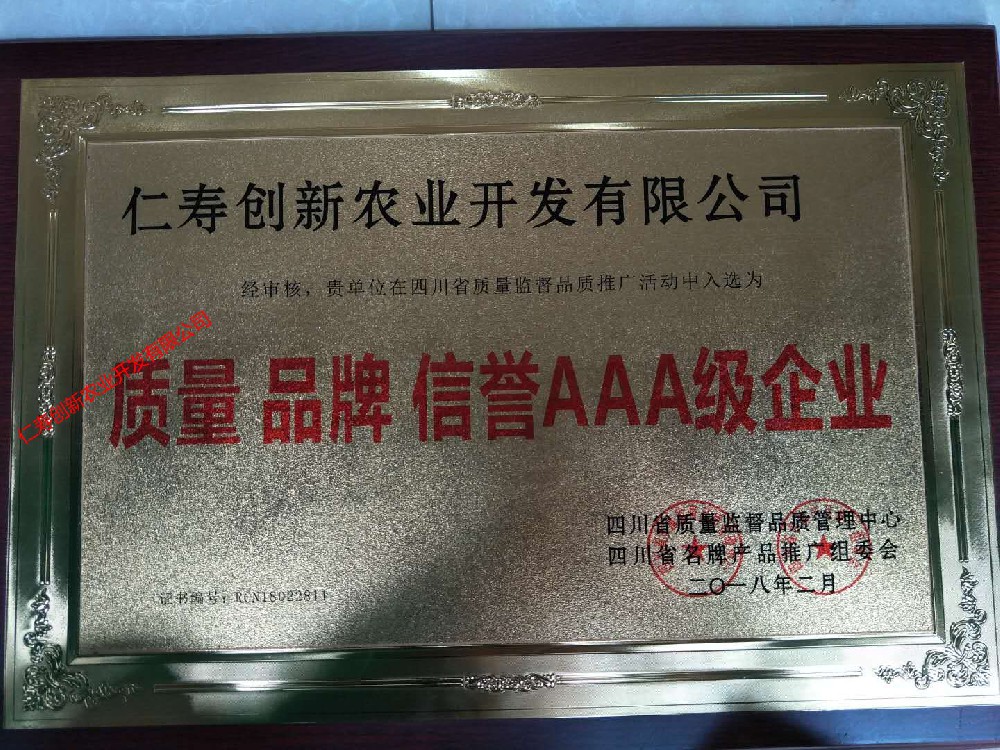 仁寿创新农业开发有限公司
经审核，贵单位在四川省质量监督品质推广活动中入选为
质量 品牌 信誉AAA级企业
仁寿创新农业开发有限公司
四川省质量监督品质管理中心
四川省名牌产品推广组委会
二〇一八年二月
证书编号：